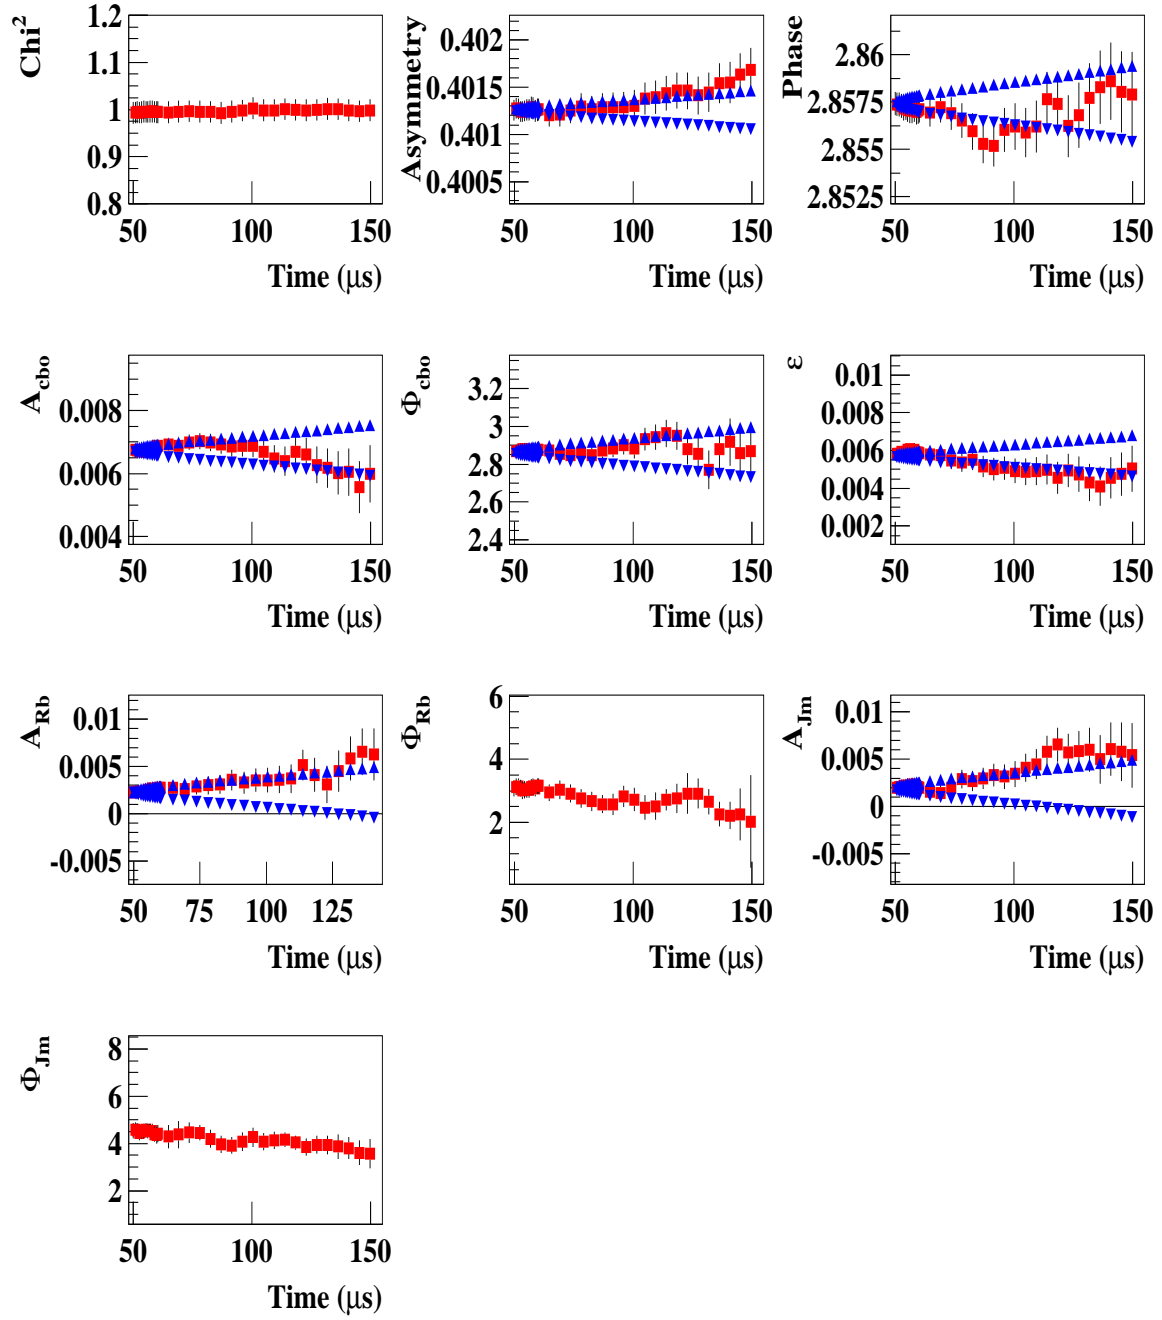 Chi²
1.2
1.1
1
0.9
0.8
50 100 150
Time (μs)
Asymmetry
0.402
0.4015
0.401
0.4005
50 100 150
Time (μs)
Phase
2.86
2.8575
2.855
2.8525
50 100 150
Time (μs)
A_cbo
0.008
0.006
0.004
50 100 150
Time (μs)
Φ_cbo
3.2
3
2.8
2.6
2.4
50 100 150
Time (μs)
ε
0.01
0.008
0.006
0.004
0.002
50 100 150
Time (μs)
A_Rb
0.01
0.005
0
-0.005
50 75 100 125
Time (μs)
Φ_Rb
6
4
2
50 100 150
Time (μs)
A_Jm
0.01
0.005
0
-0.005
50 100 150
Time (μs)
Φ_Jm
8
6
4
2
50 100 150
Time (μs)